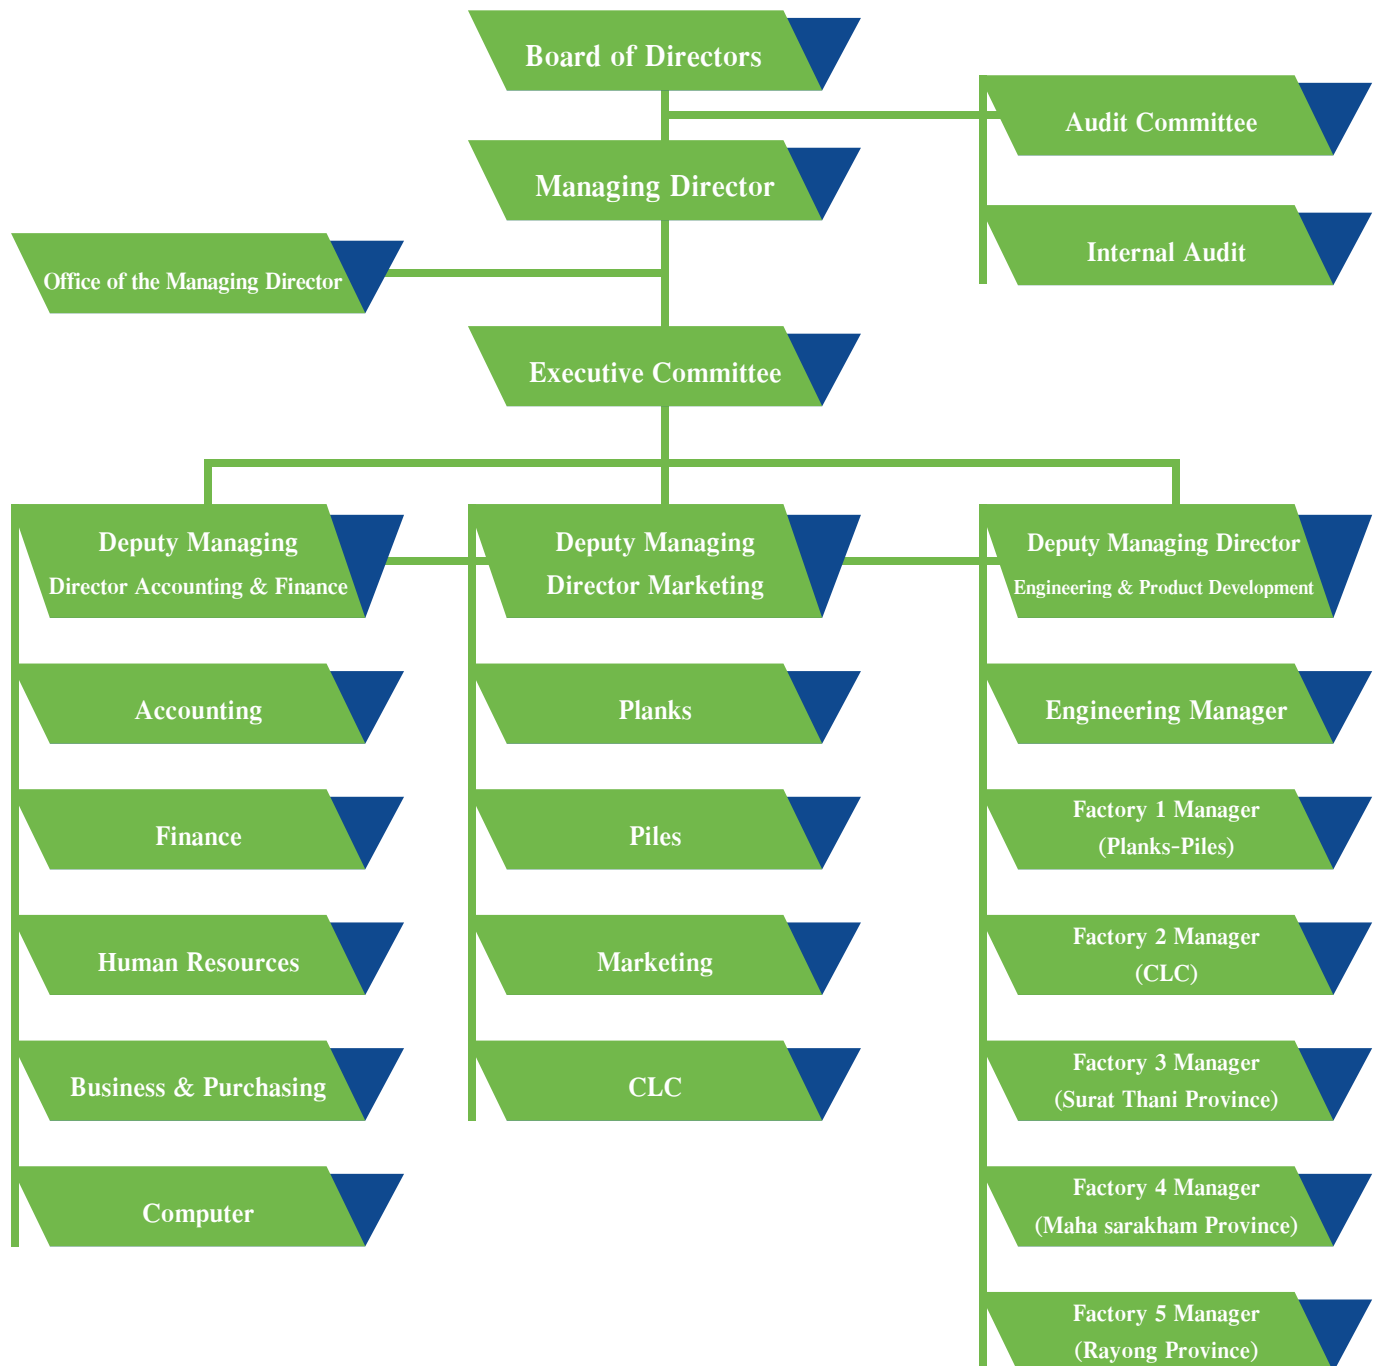 Board of Directors
Audit Committee
Managing Director
Internal Audit
Office of the Managing Director
Executive Committee
Deputy Managing
Director Accounting & Finance
Accounting
Finance
Human Resources
Business & Purchasing
Computer
Deputy Managing
Director Marketing
Planks
Piles
Marketing
CLC
Deputy Managing Director
Engineering & Product Development
Engineering Manager
Factory 1 Manager
(Planks-Piles)
Factory 2 Manager
(CLC)
Factory 3 Manager
(Surat Thani Province)
Factory 4 Manager
(Maha sarakham Province)
Factory 5 Manager
(Rayong Province)